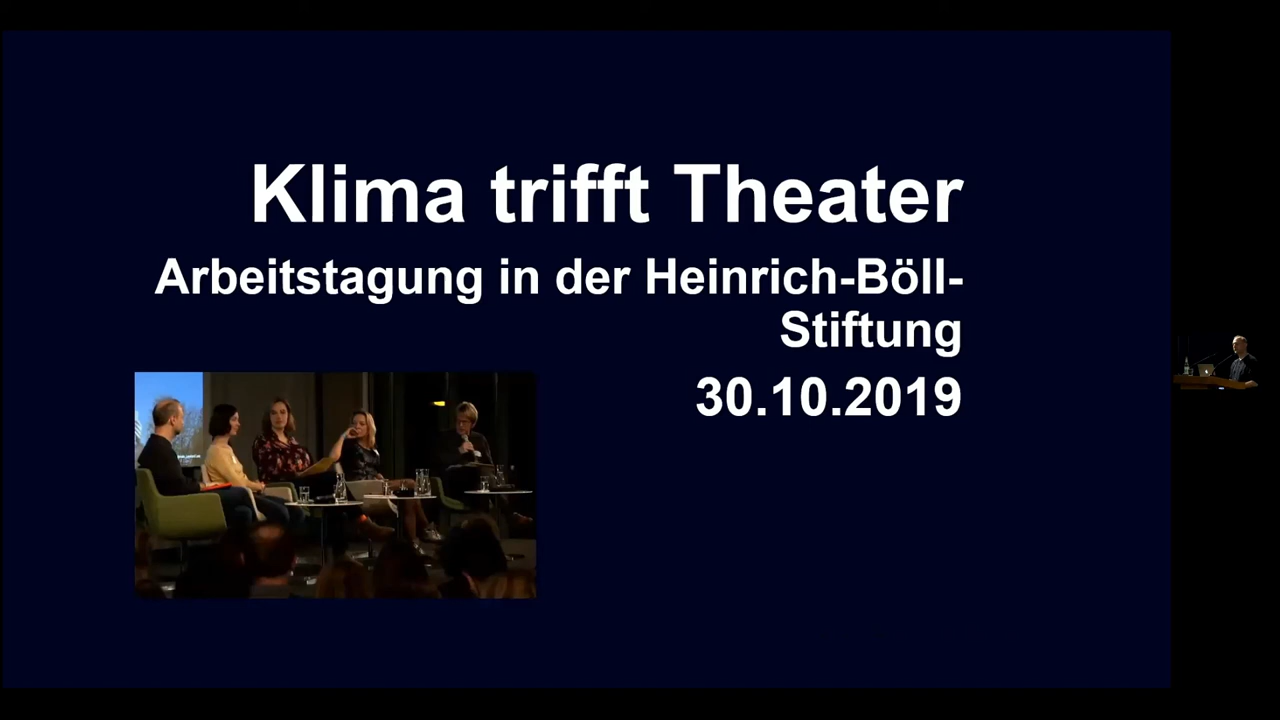 Klima trifft Theater
Arbeitstagung in der Heinrich-Böll-
Stiftung
30.10.2019